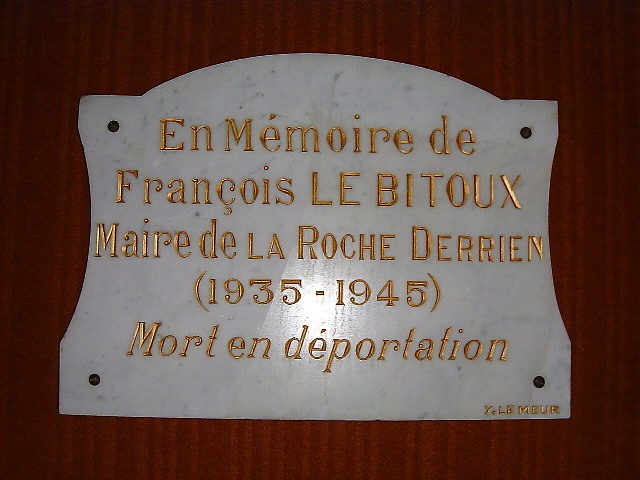 En Mémoire de
François LE BITOUX
Maire de LA ROCHE DERRIEN
(1935-1945)
Mort en déportation
Y. LE MEUR